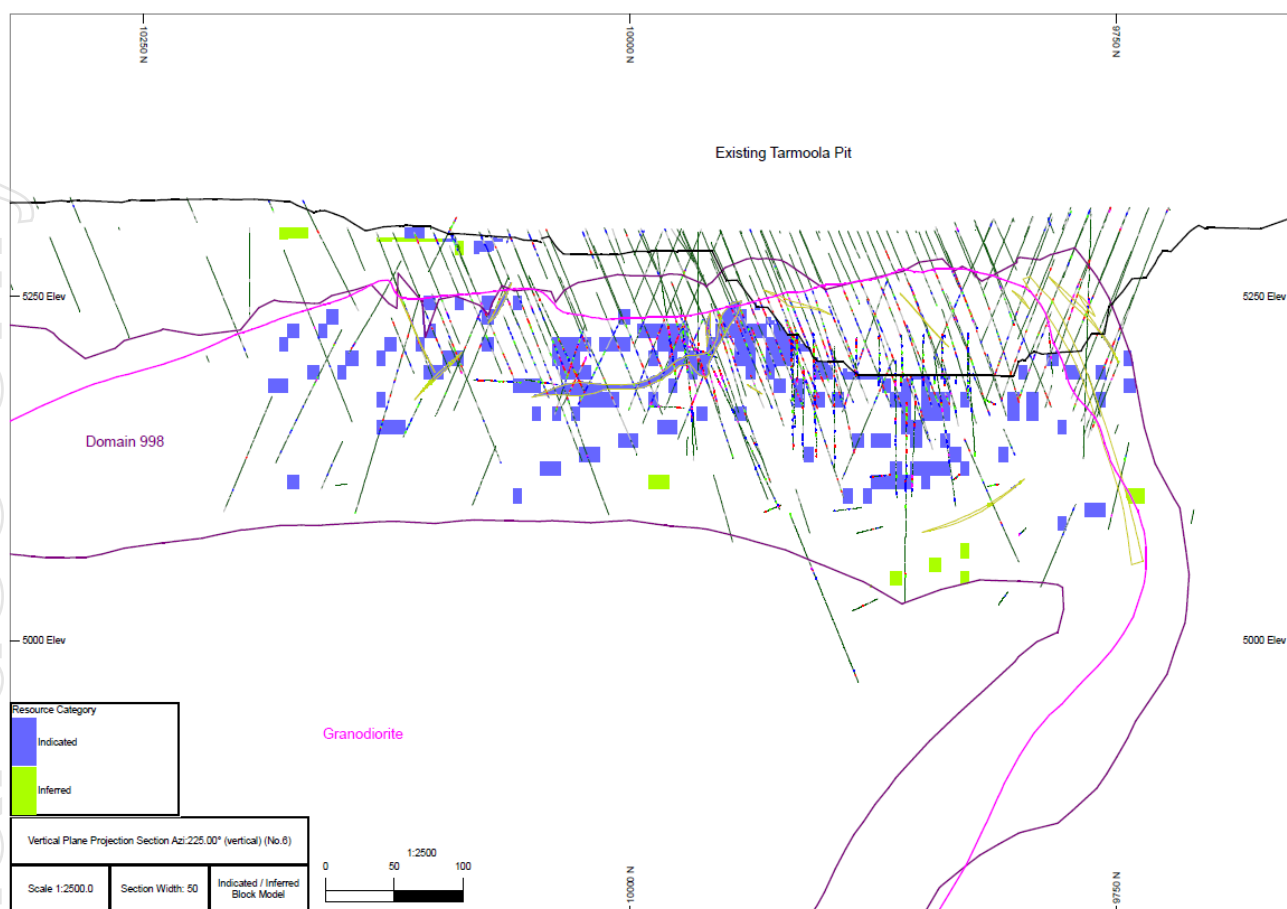 10250 N
10000 N
9750 N
Existing Tarmoola Pit
5250 Elev
5250 Elev
Domain 998
5000 Elev
5000 Elev
Resource Category
Indicated
Inferred
Granodiorite
Vertical Plane Projection Section Azi:225.00° (vertical) (No.6)
Scale 1:2500.0
Section Width: 50
Indicated / Inferred
Block Model
1:2500
0 50 100
10000 N
9750 N